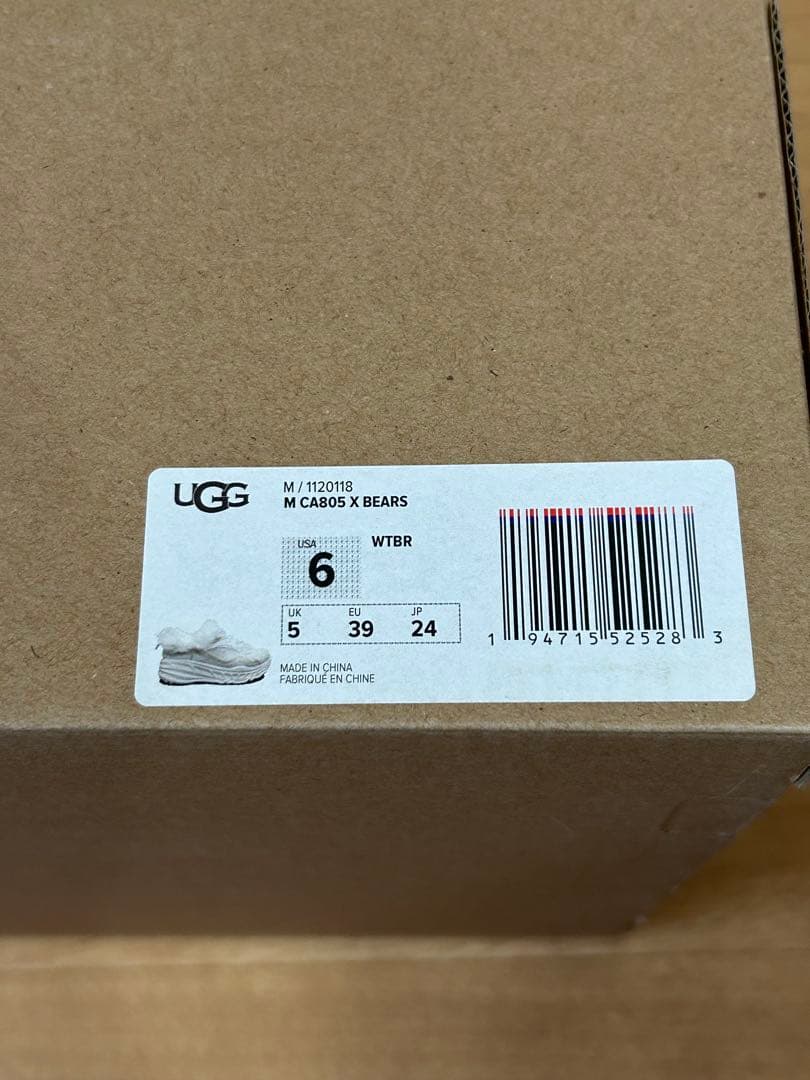 UGG
M / 1120118
M CA805 X BEARS
USA
6
WTBR
UK EU JP
5 39 24
MADE IN CHINA
FABRIQUÉ EN CHINE
1 94715 52528 3